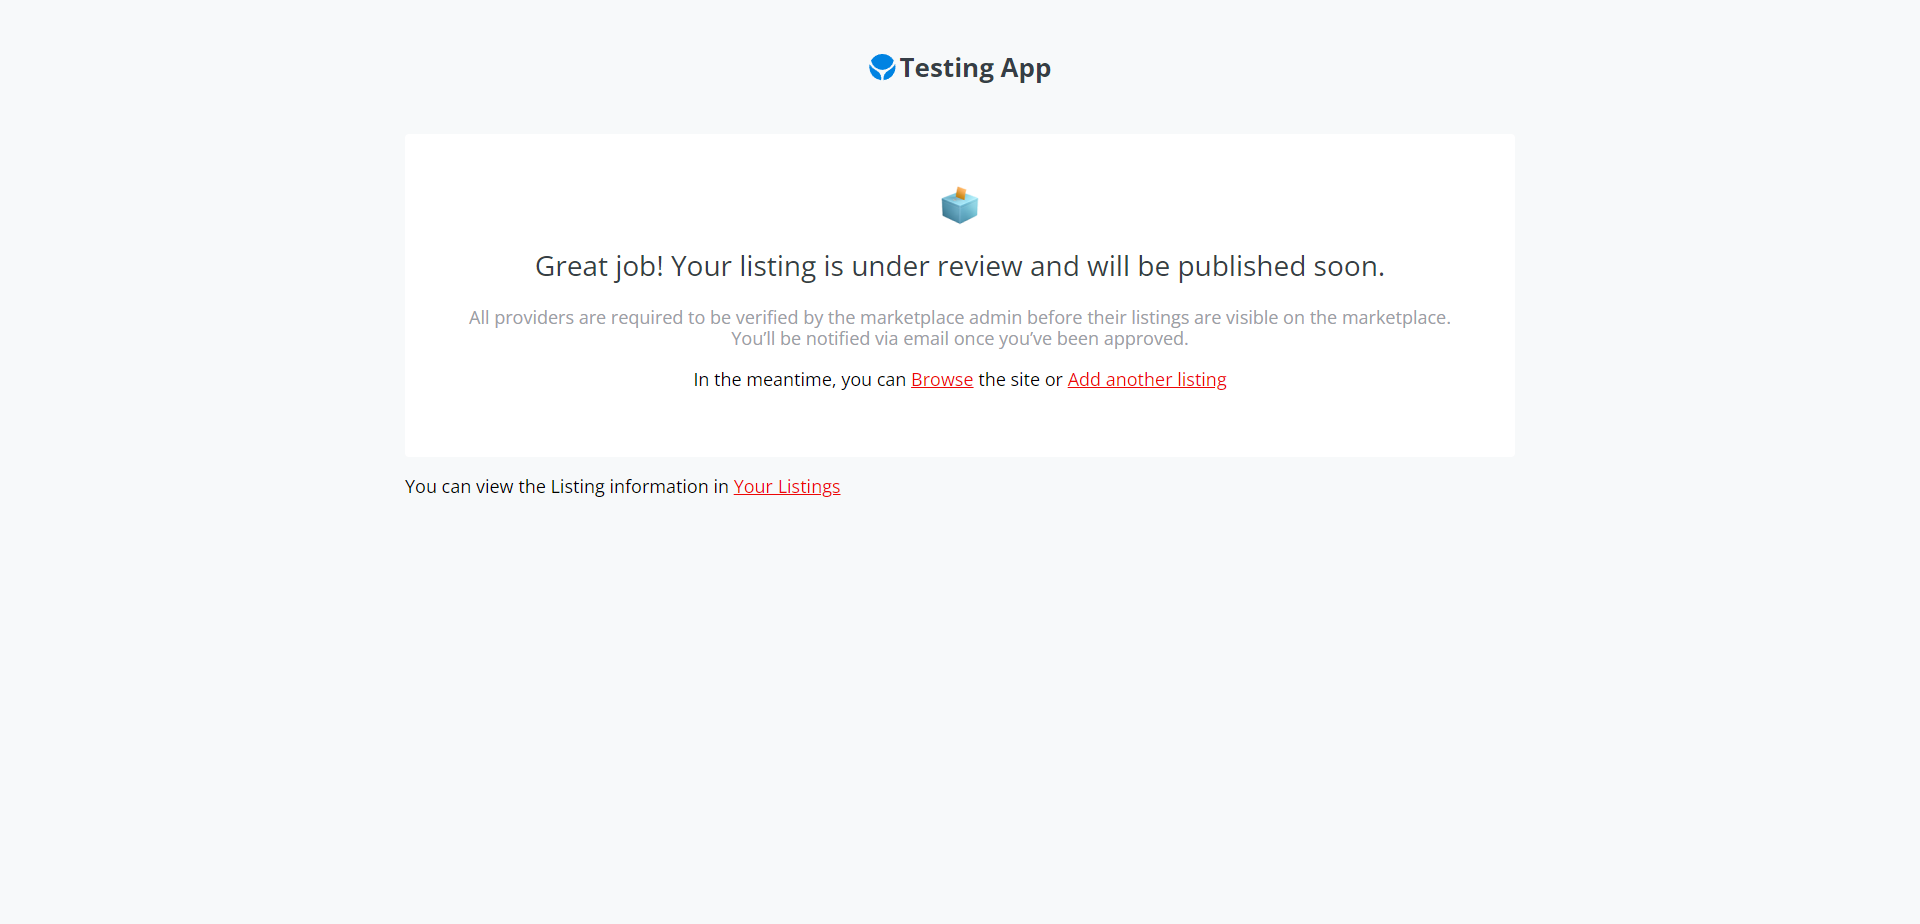 Testing App
Great job! Your listing is under review and will be published soon.
All providers are required to be verified by the marketplace admin before their listings are visible on the marketplace.
You’ll be notified via email once you’ve been approved.
In the meantime, you can Browse the site or Add another listing
You can view the Listing information in Your Listings